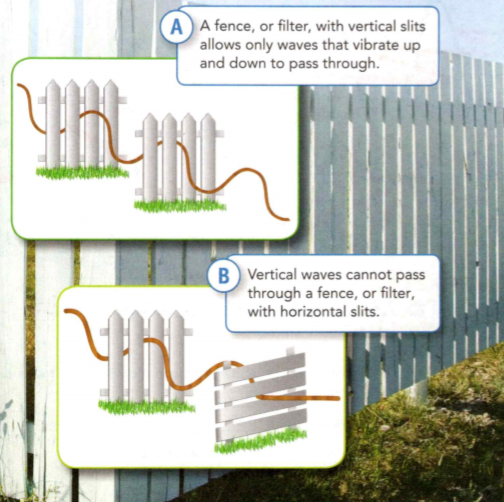 A
A fence, or filter, with vertical slits
allows only waves that vibrate up
and down to pass through.
B
Vertical waves cannot pass
through a fence, or filter,
with horizontal slits.